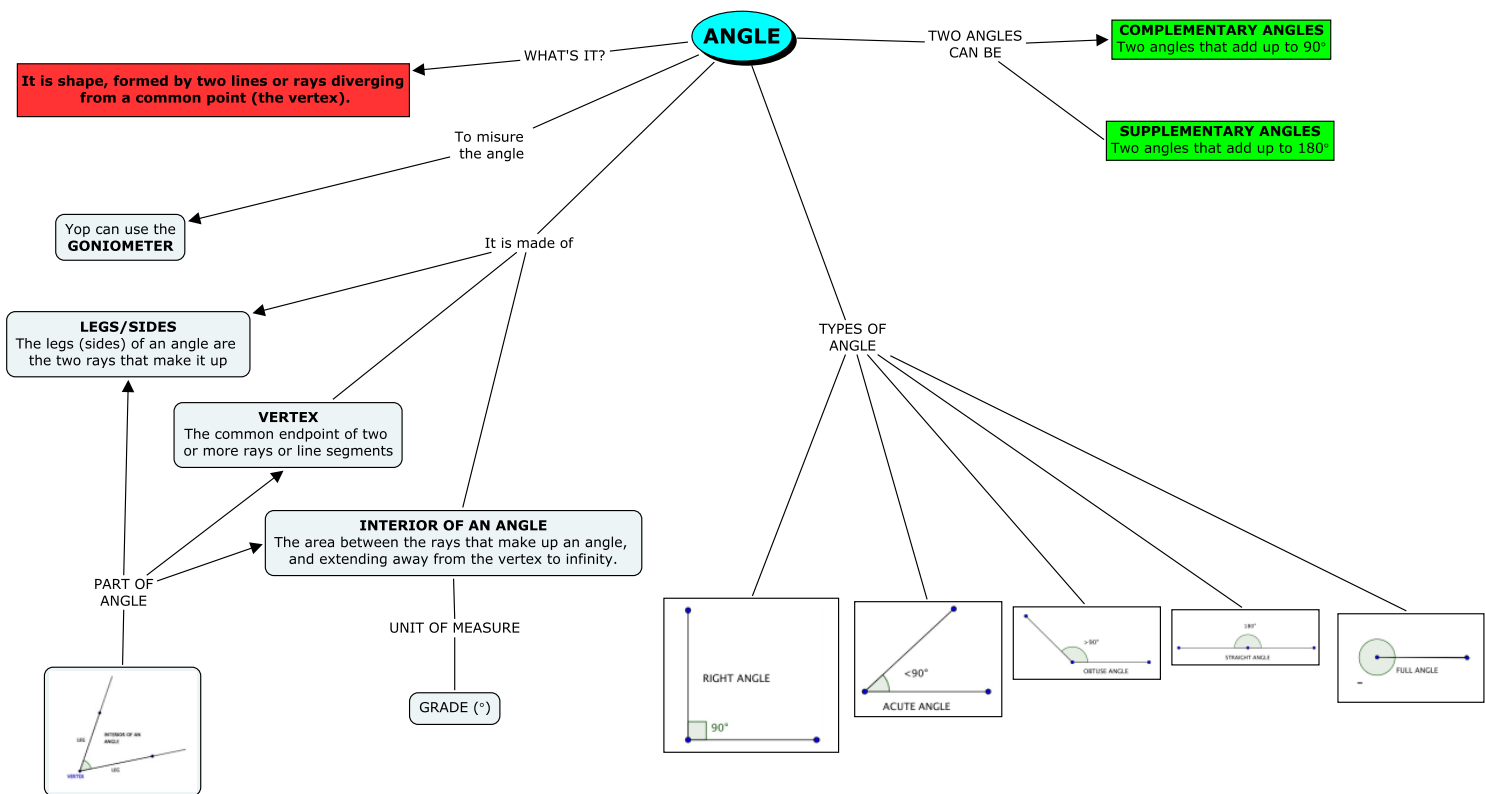 ANGLE
WHAT'S IT?
It is shape, formed by two lines or rays diverging
from a common point (the vertex).
TWO ANGLES
CAN BE
COMPLEMENTARY ANGLES
Two angles that add up to 90°
SUPPLEMENTARY ANGLES
Two angles that add up to 180°
To misure
the angle
Yop can use the
GONIOMETER
It is made of
LEGS/SIDES
The legs (sides) of an angle are
the two rays that make it up
VERTEX
The common endpoint of two
or more rays or line segments
INTERIOR OF AN ANGLE
The area between the rays that make up an angle,
and extending away from the vertex to infinity.
PART OF
ANGLE
UNIT OF MEASURE
GRADE (°)
LEG
INTERIOR OF AN
ANGLE
LEG
VERTEX
TYPES OF
ANGLE
RIGHT ANGLE
90°
<90°
ACUTE ANGLE
>90°
OBTUSE ANGLE
180°
STRAIGHT ANGLE
FULL ANGLE